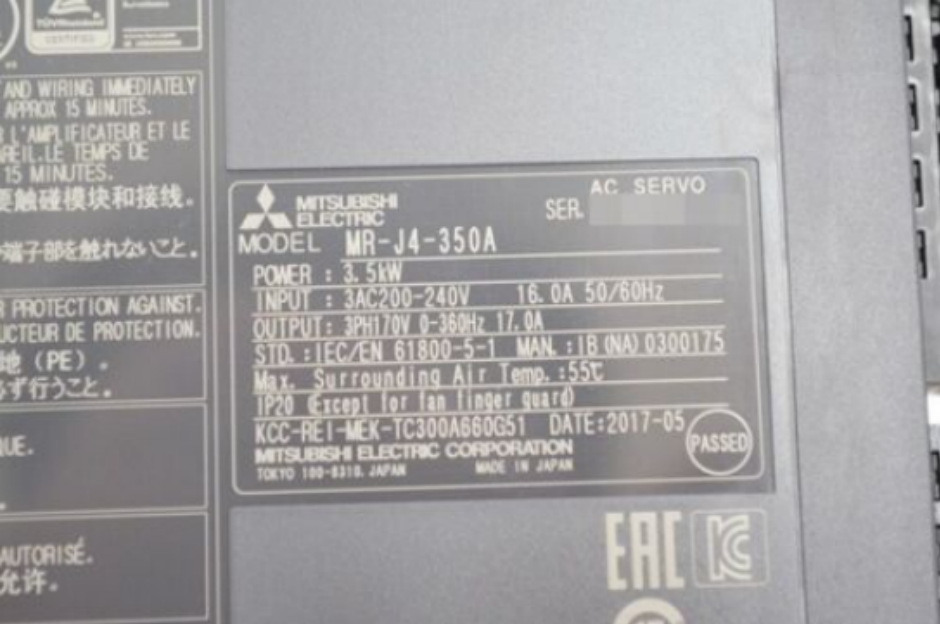 TÜVRheinland
CERTIFIED
AND WIRING IMMEDIATELY
APPROX 15 MINUTES.
L'AMPLIFICATEUR ET LE
REIL.LE TEMPS DE
15 MINUTES.
要触碰模块和接线。
端子部を触れないこと。
R PROTECTION AGAINST.
UCTEUR DE PROTECTION.
地（PE）。
ず行うこと。
UE.
AUTORISÉ.
允许。
MITSUBISHI
ELECTRIC
AC SERVO
SER.
MODEL MR-J4-350A
POWER : 3.5kW
INPUT : 3AC200-240V 16.0A 50/60Hz
OUTPUT: 3PH170V 0-360Hz 17.0A
STD.:IEC/EN 61800-5-1 MAN.:IB(NA)0300175
Max. Surrounding Air Temp.:55℃
IP20 (Except for fan finger guard)
KCC-REI-MEK-TC300A660G51 DATE:2017-05
PASSED
MITSUBISHI ELECTRIC CORPORATION
TOKYO 100-8310, JAPAN MADE IN JAPAN
EAC